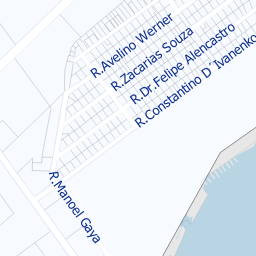 R.Avelino Werner
R.Zacarias Souza
R.Dr.Felipe Alencastro
R.Constantino D´Ivanenko
R.Manoel Gaya